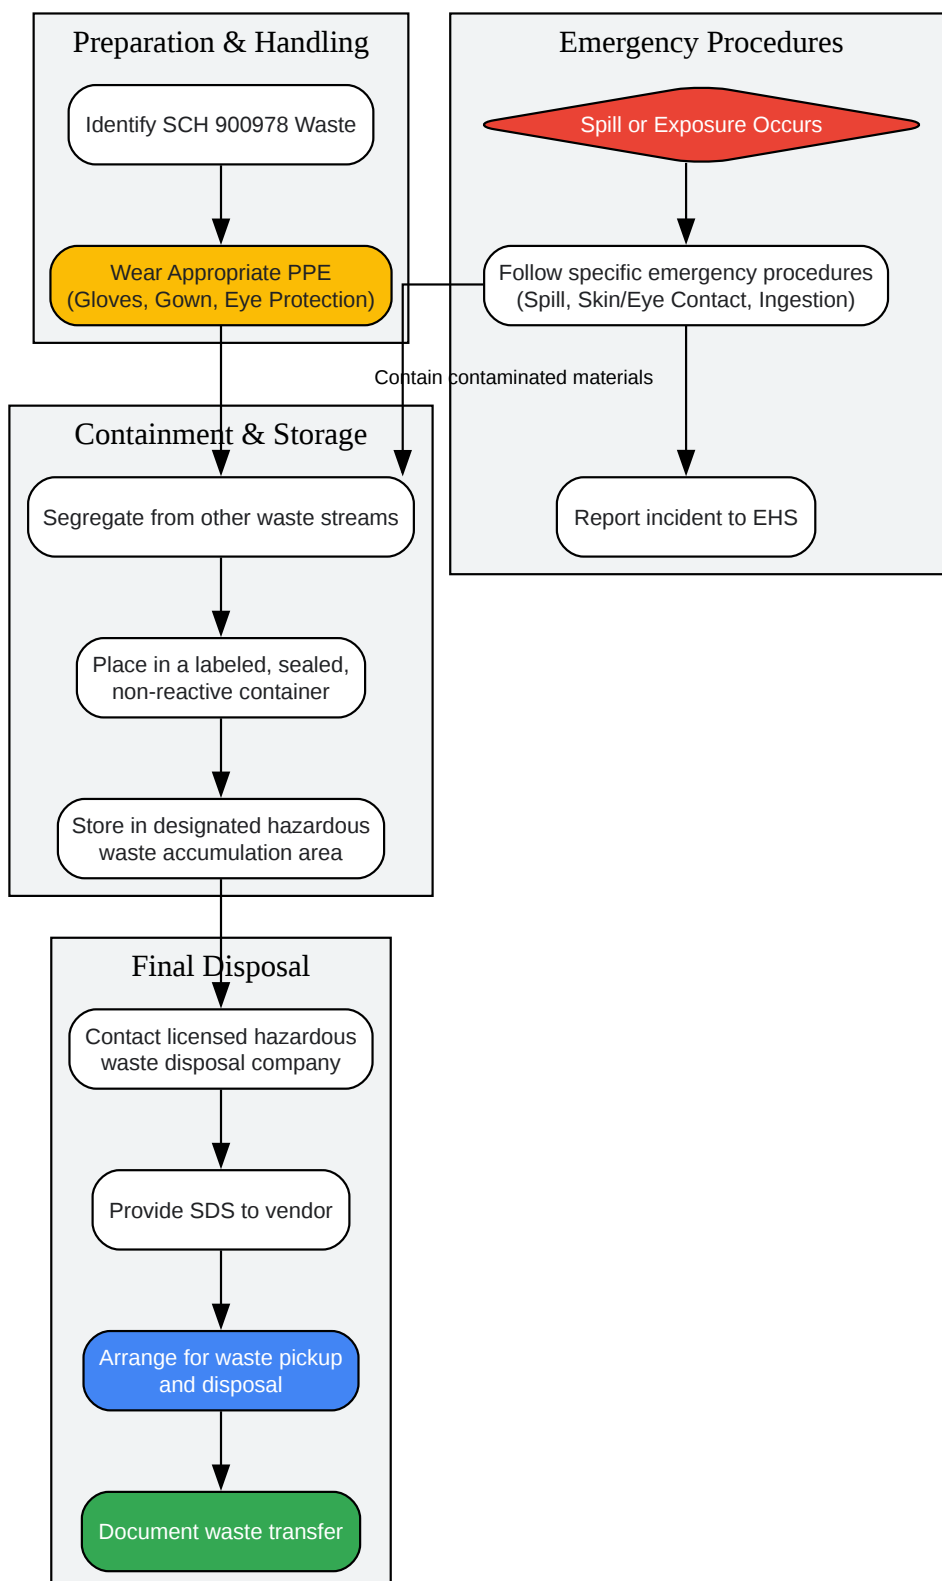 Preparation & Handling
Identify SCH 900978 Waste
Wear Appropriate PPE
(Gloves, Gown, Eye Protection)
Emergency Procedures
Spill or Exposure Occurs
Follow specific emergency procedures
(Spill, Skin/Eye Contact, Ingestion)
Contain contaminated materials
Report incident to EHS
Containment & Storage
Segregate from other waste streams
Place in a labeled, sealed,
non-reactive container
Store in designated hazardous
waste accumulation area
Final Disposal
Contact licensed hazardous
waste disposal company
Provide SDS to vendor
Arrange for waste pickup
and disposal
Document waste transfer